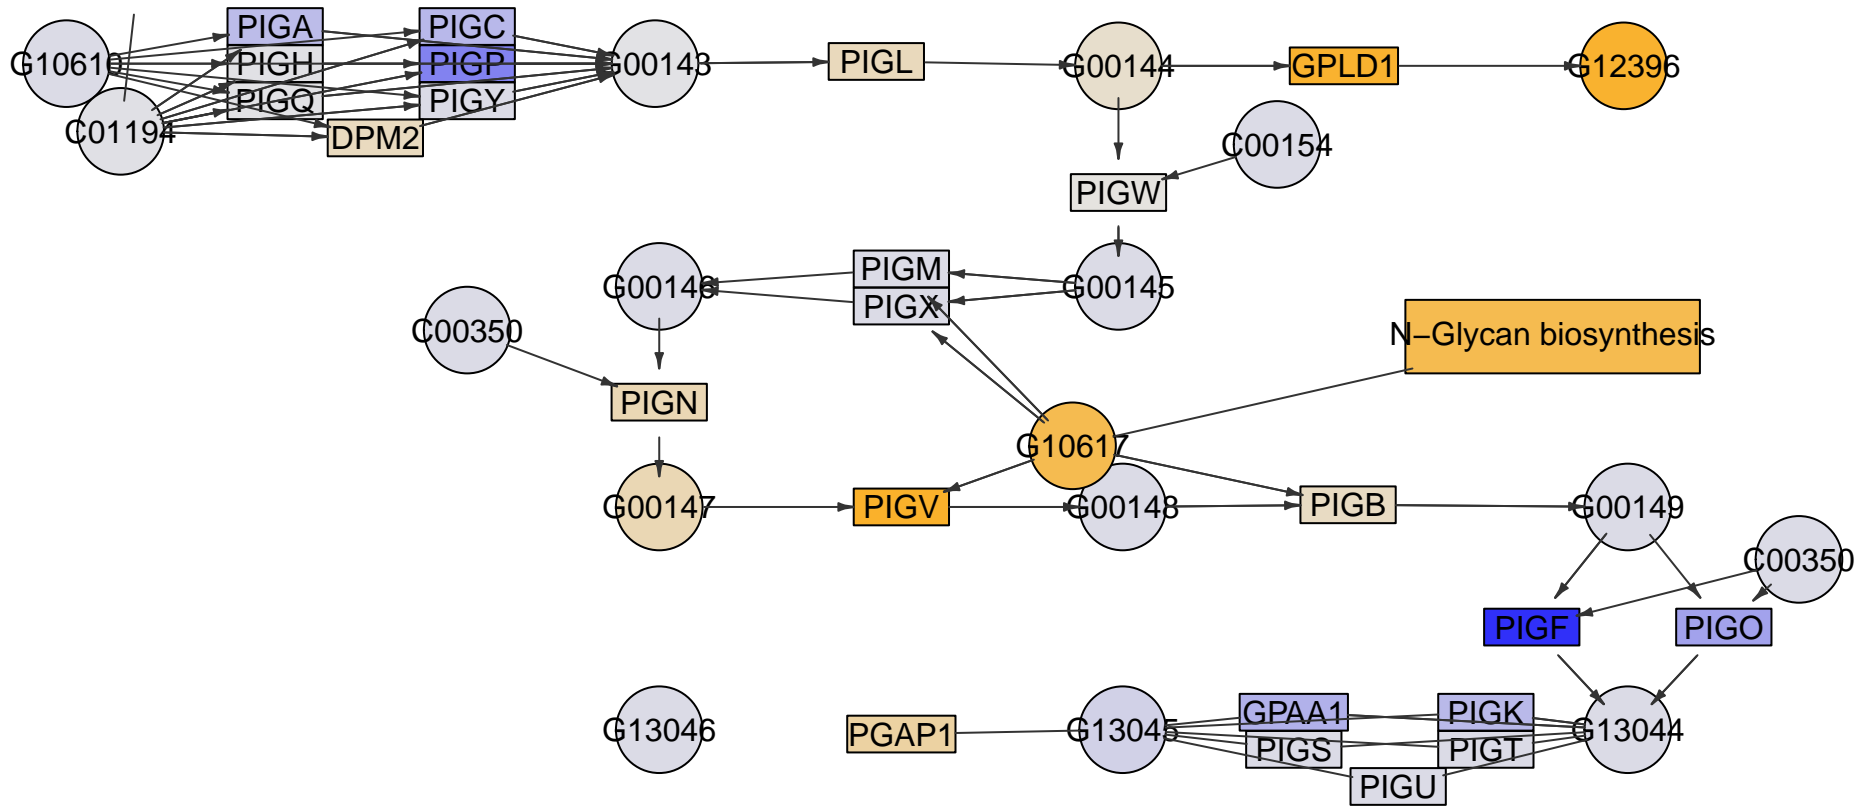 PIGA
PIGC
G10610
PIGH
PIGP
G00143
PIGL
G00144
GPLD1
G12396
PIGQ
PIGY
C01194
DPM2
C00154
PIGW
PIGM
G00146
G00145
PIGX
C00350
N−Glycan biosynthesis
PIGN
G10617
G00147
PIGV
G00148
PIGB
G00149
C00350
PIGF
PIGO
GPAA1
PIGK
G13046
PGAP1
G13045
G13044
PIGS
PIGT
PIGU